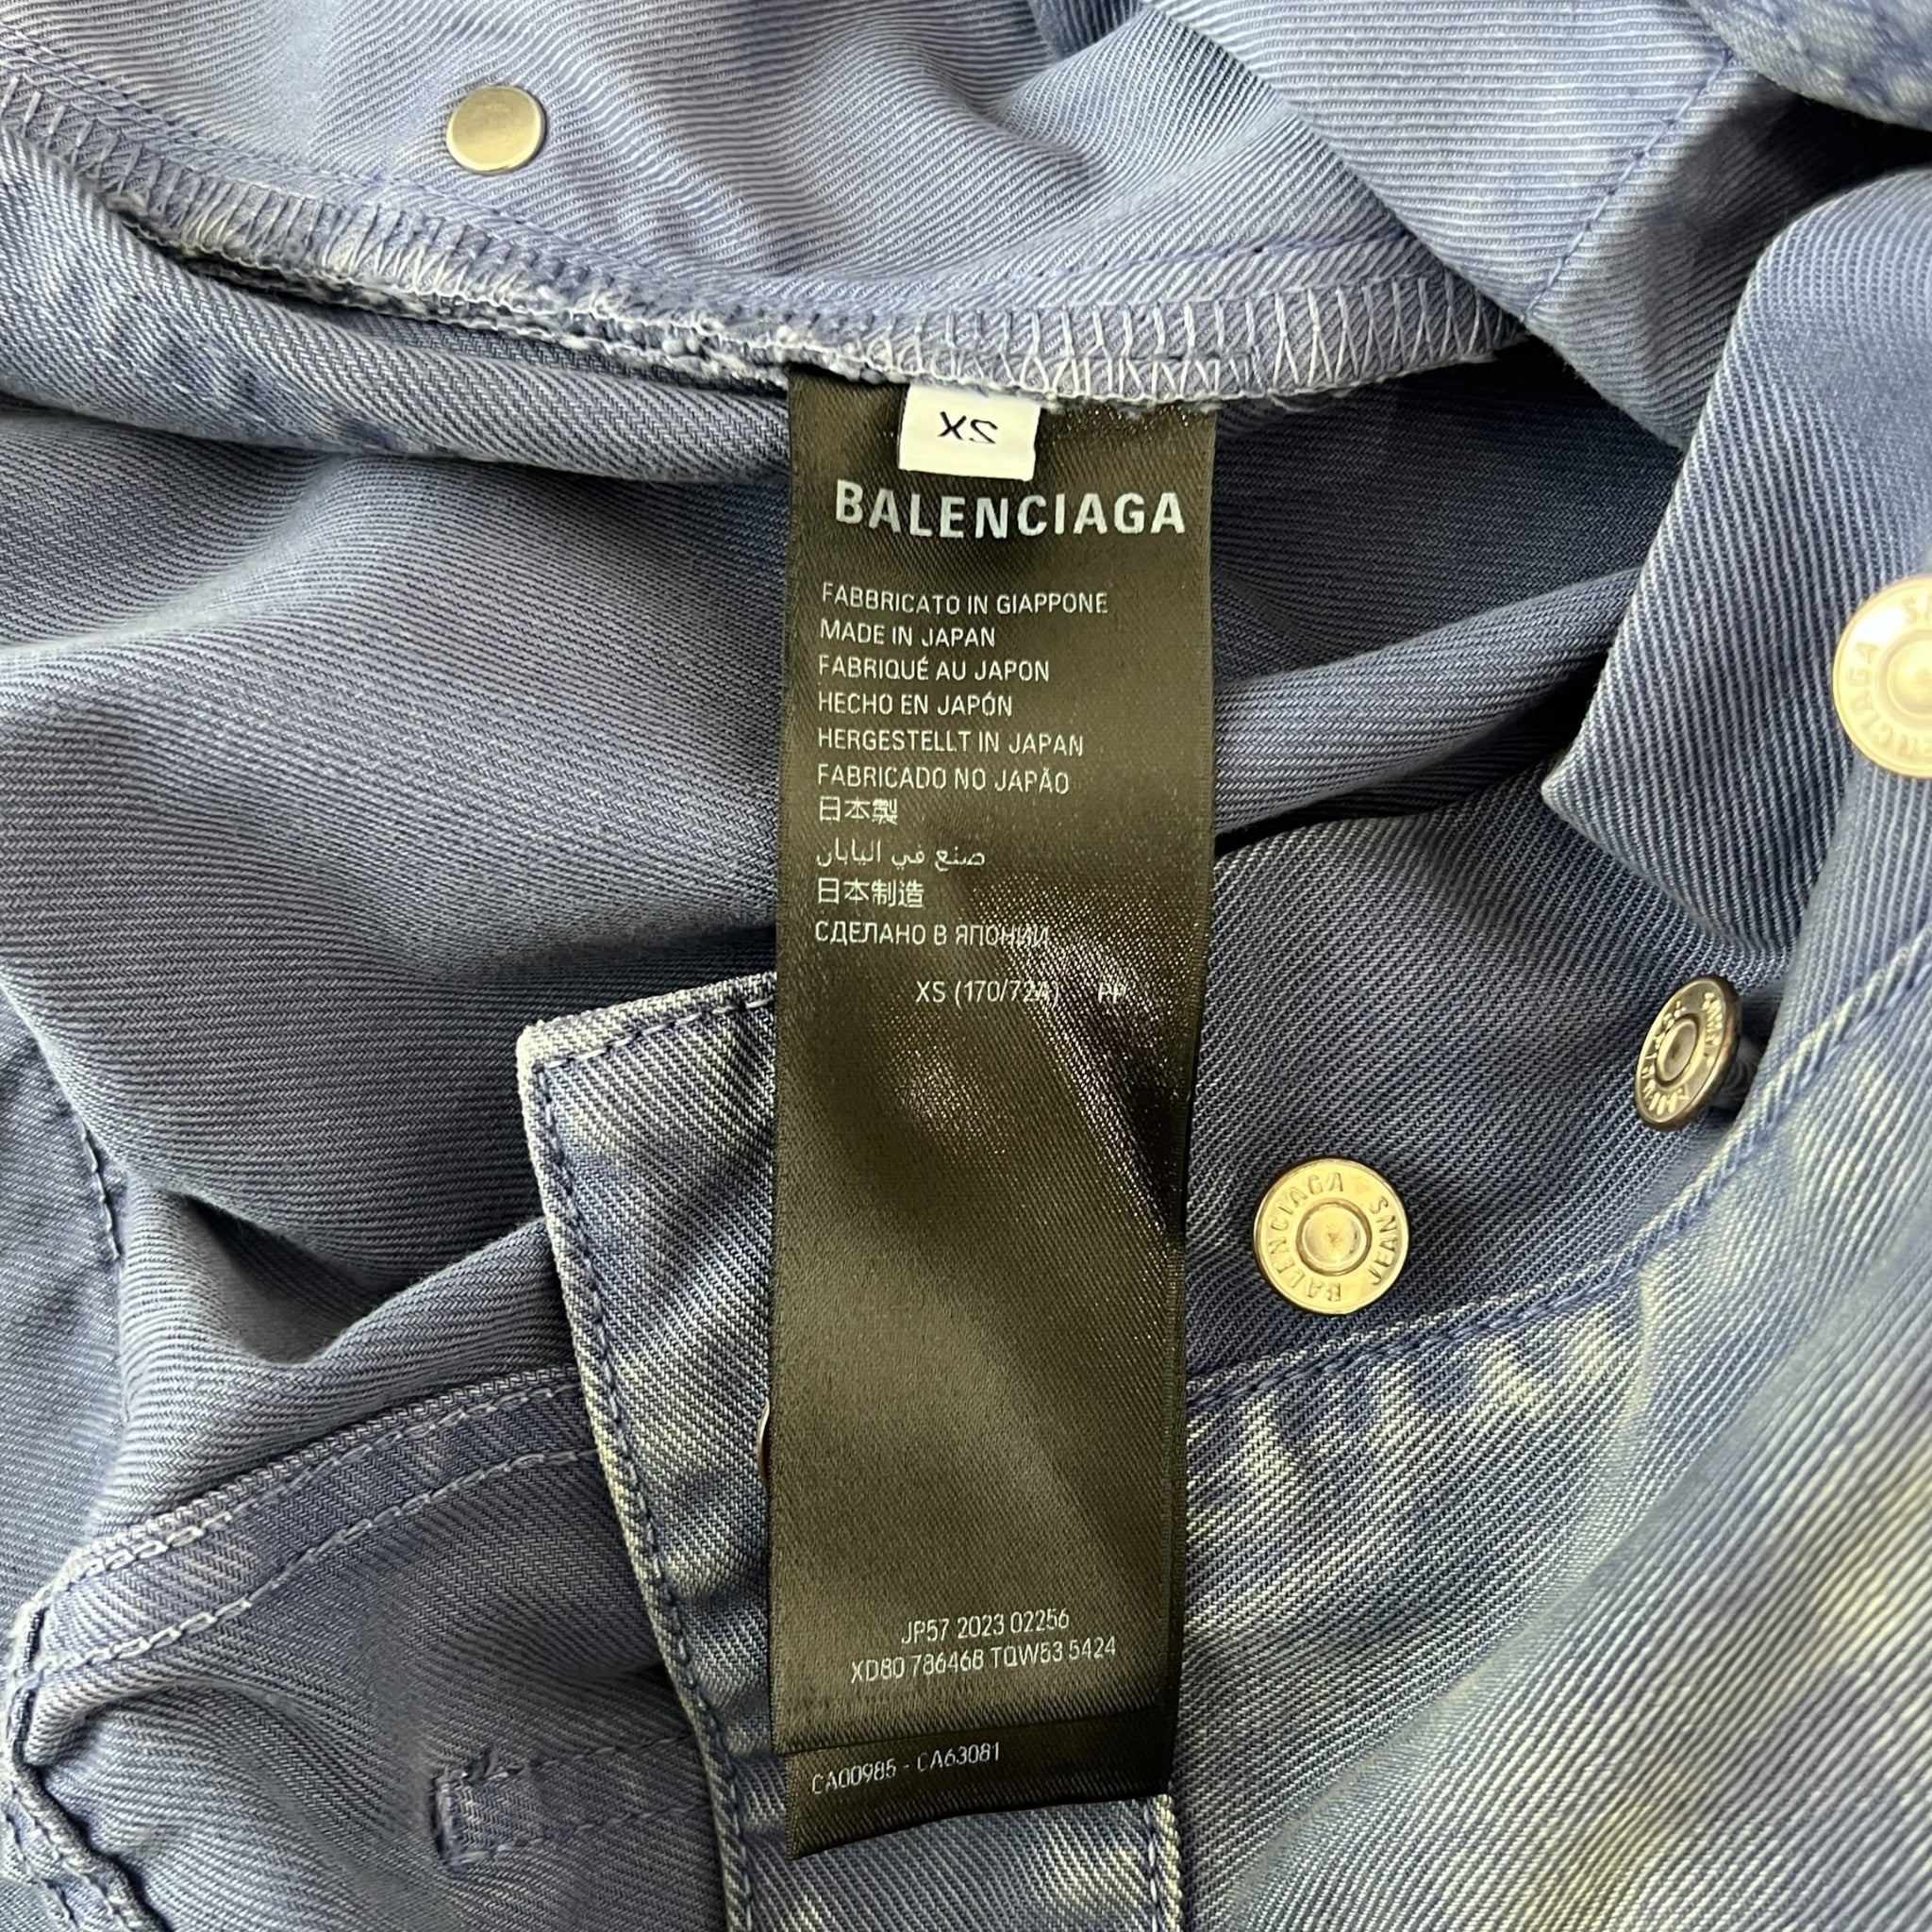 XS
BALENCIAGA
FABBRICATO IN GIAPPONE
MADE IN JAPAN
FABRIQUÉ AU JAPON
HECHO EN JAPÓN
HERGESTELLT IN JAPAN
FABRICADO NO JAPÃO
日本製
صنع في اليابان
日本制造
СДЕЛАНО В ЯПОНИИ
XS (170/72A) PP
BALENCIAGA JEANS
JP57 2023 02256
XD80 786468 TQW53 5424
CA00985 - CA63081